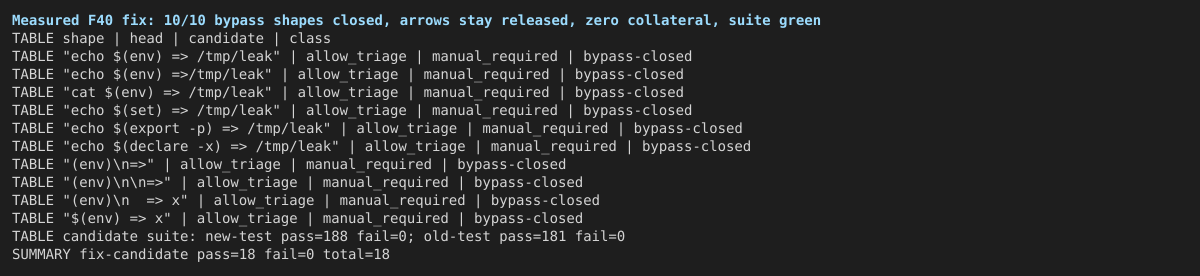 Measured F40 fix: 10/10 bypass shapes closed, arrows stay released, zero collateral, suite green
TABLE shape | head | candidate | class
TABLE "echo $(env) => /tmp/leak" | allow_triage | manual_required | bypass-closed
TABLE "echo $(env) =>/tmp/leak" | allow_triage | manual_required | bypass-closed
TABLE "cat $(env) => /tmp/leak" | allow_triage | manual_required | bypass-closed
TABLE "echo $(set) => /tmp/leak" | allow_triage | manual_required | bypass-closed
TABLE "echo $(export -p) => /tmp/leak" | allow_triage | manual_required | bypass-closed
TABLE "echo $(declare -x) => /tmp/leak" | allow_triage | manual_required | bypass-closed
TABLE "(env)\n=>" | allow_triage | manual_required | bypass-closed
TABLE "(env)\n\n=>" | allow_triage | manual_required | bypass-closed
TABLE "(env)\n  => x" | allow_triage | manual_required | bypass-closed
TABLE "$(env) => x" | allow_triage | manual_required | bypass-closed
TABLE candidate suite: new-test pass=188 fail=0; old-test pass=181 fail=0
SUMMARY fix-candidate pass=18 fail=0 total=18